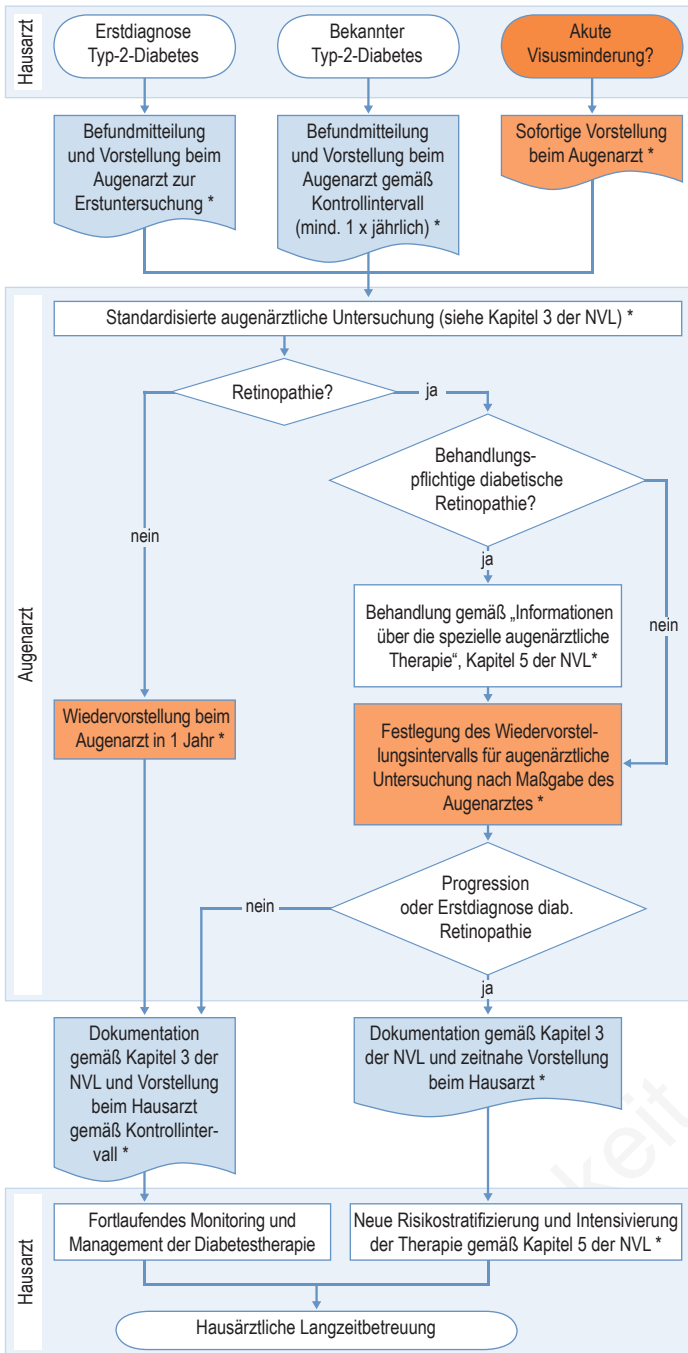 Hausarzt
Erstdiagnose
Typ-2-Diabetes
Bekannter
Typ-2-Diabetes
Akute
Visusminderung?
Befundmitteilung
und Vorstellung beim
Augenarzt zur
Erstuntersuchung *
Befundmitteilung
und Vorstellung beim
Augenarzt gemäß
Kontrollintervall
(mind. 1 x jährlich) *
Sofortige Vorstellung
beim Augenarzt *
Augenarzt
Standardisierte augenärztliche Untersuchung (siehe Kapitel 3 der NVL) *
Retinopathie?
ja
Behandlungs-
pflichtige diabetische
Retinopathie?
nein
ja
Behandlung gemäß „Informationen
über die spezielle augenärztliche
Therapie“, Kapitel 5 der NVL*
nein
Wiedervorstellung beim
Augenarzt in 1 Jahr *
Festlegung des Wiedervorstel-
lungsintervalls für augenärztliche
Untersuchung nach Maßgabe des
Augenarztes *
Progression
oder Erstdiagnose diab.
Retinopathie
nein
ja
Dokumentation
gemäß Kapitel 3 der
NVL und Vorstellung
beim Hausarzt
gemäß Kontrollinter-
vall *
Dokumentation gemäß Kapitel 3
der NVL und zeitnahe Vorstellung
beim Hausarzt *
keit
Hausarzt
Fortlaufendes Monitoring und
Management der Diabetestherapie
Neue Risikostratifizierung und Intensivierung
der Therapie gemäß Kapitel 5 der NVL *
Hausärztliche Langzeitbetreuung